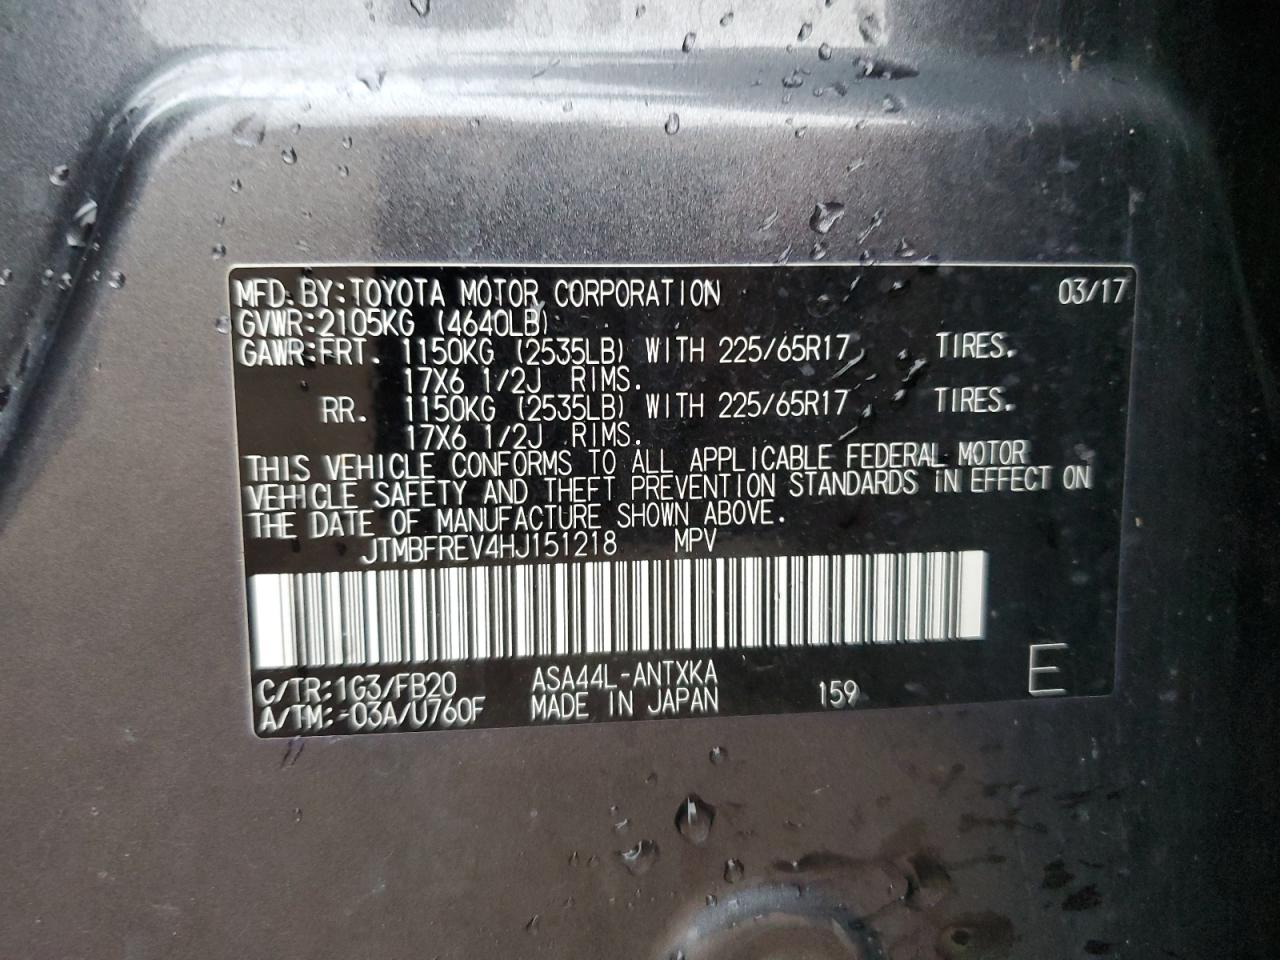 MFD. BY: TOYOTA MOTOR CORPORATION 03/17
GVWR: 2105KG (4640LB)
GAWR: FRT. 1150KG (2535LB) WITH 225/65R17 TIRES.
17X6 1/2J RIMS.
RR. 1150KG (2535LB) WITH 225/65R17 TIRES.
17X6 1/2J RIMS.
THIS VEHICLE CONFORMS TO ALL APPLICABLE FEDERAL MOTOR
VEHICLE SAFETY AND THEFT PREVENTION STANDARDS IN EFFECT ON
THE DATE OF MANUFACTURE SHOWN ABOVE.
JTMBFREV4HJ151218 MPV
C/TR: 1G3/FB20 ASA44L-ANTXKA
A/TM: -03A/U760F MADE IN JAPAN 159 E